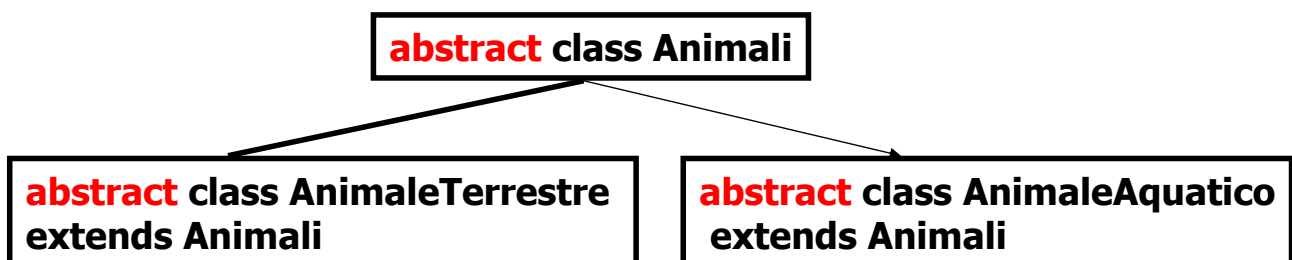 abstract class Animali
abstract class AnimaleTerrestre
extends Animali
abstract class AnimaleAquatico
extends Animali